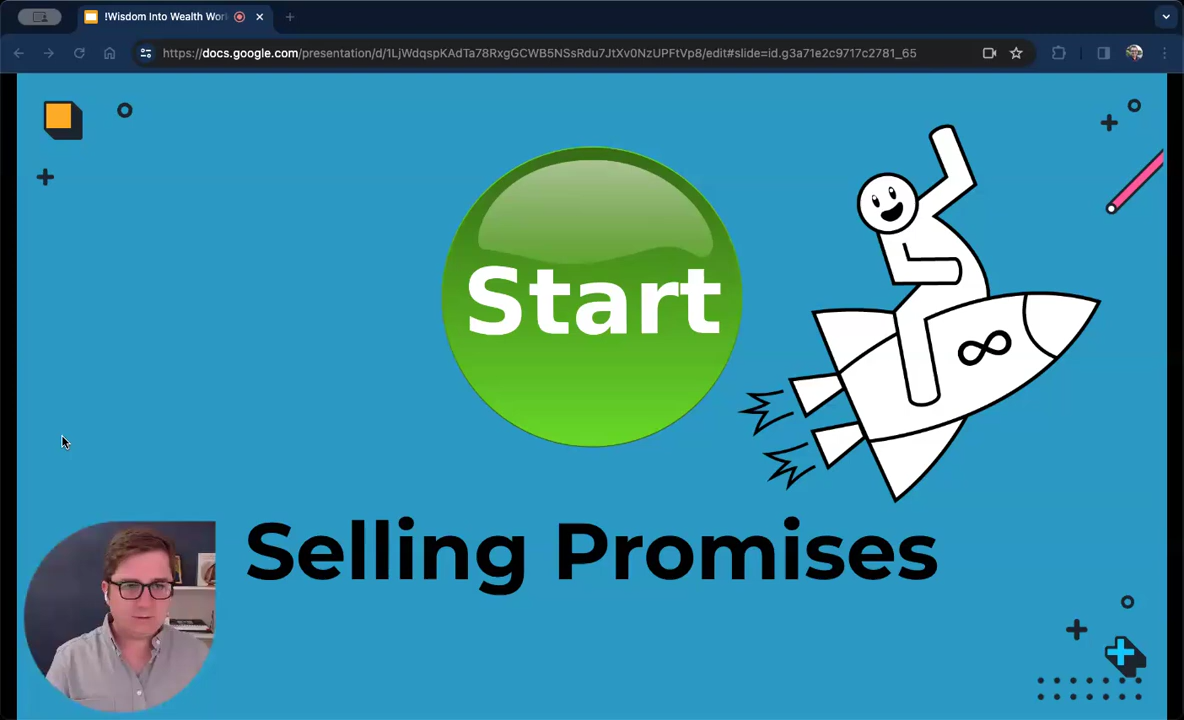 !Wisdom Into Wealth Wor
https://docs.google.com/presentation/d/1LjWdqspKAdTa78RxgGCWB5NSsRdu7JtXv0NzUPFtVp8/edit#slide=id.g3a71e2c9717c2781_65
Start
Selling Promises